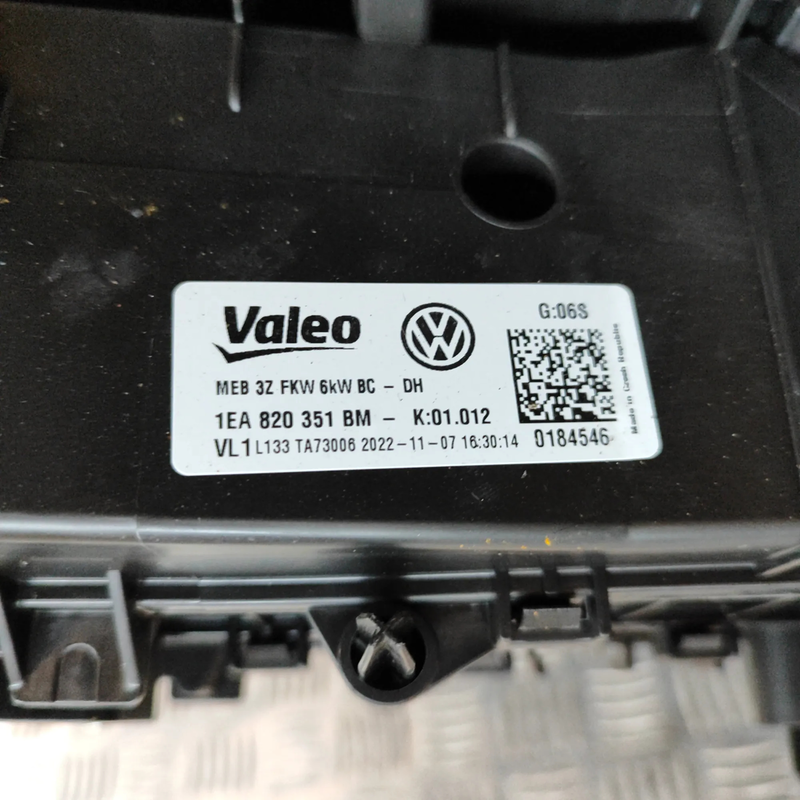 Valeo
VW
G:06S
MEB 3Z FKW 6kW BC - DH
1EA 820 351 BM - K:01.012
VL1 L133 TA73006 2022-11-07 16:30:14
0184546
Made in Czech Republic